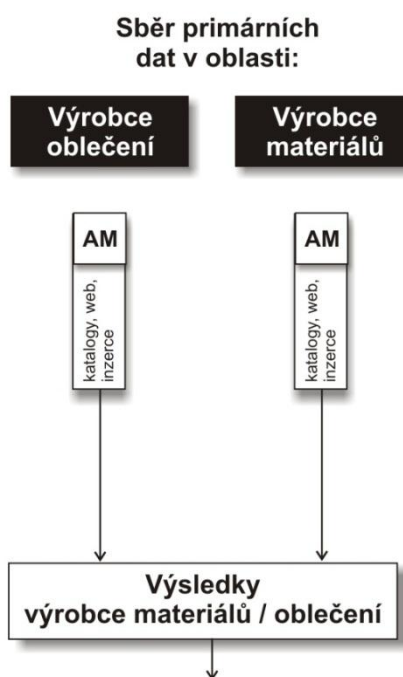 Sběr primárních
dat v oblasti:
Výrobce
oblečení
Výrobce
materiálů
AM
katalogy, web,
inzerce
AM
katalogy, web,
inzerce
Výsledky
výrobce materiálů / oblečení